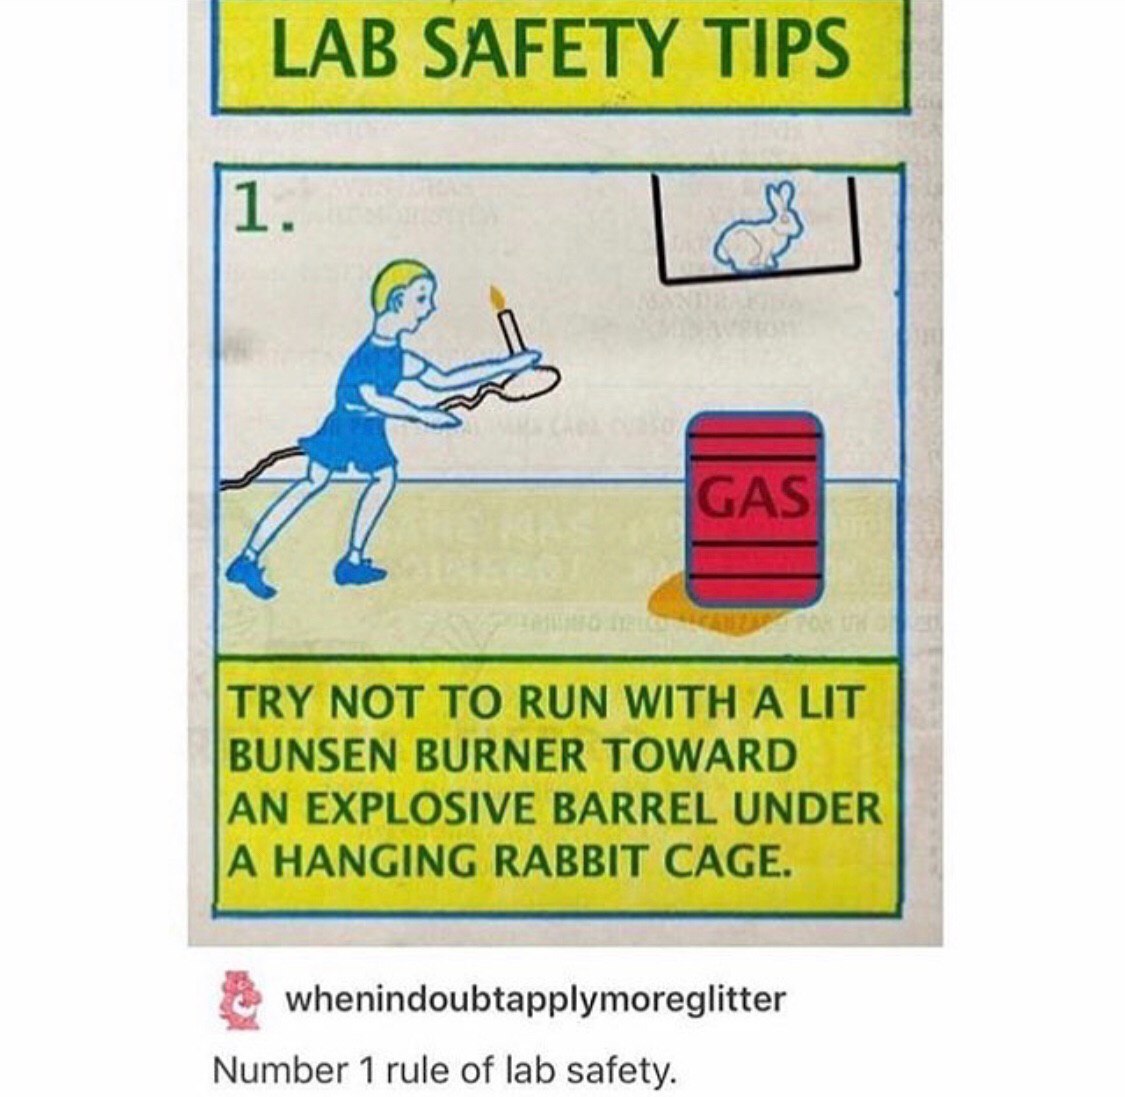 LAB SAFETY TIPS
1.
GAS
TRY NOT TO RUN WITH A LIT
BUNSEN BURNER TOWARD
AN EXPLOSIVE BARREL UNDER
A HANGING RABBIT CAGE.
whenindoubtapplymoreglitter
Number 1 rule of lab safety.